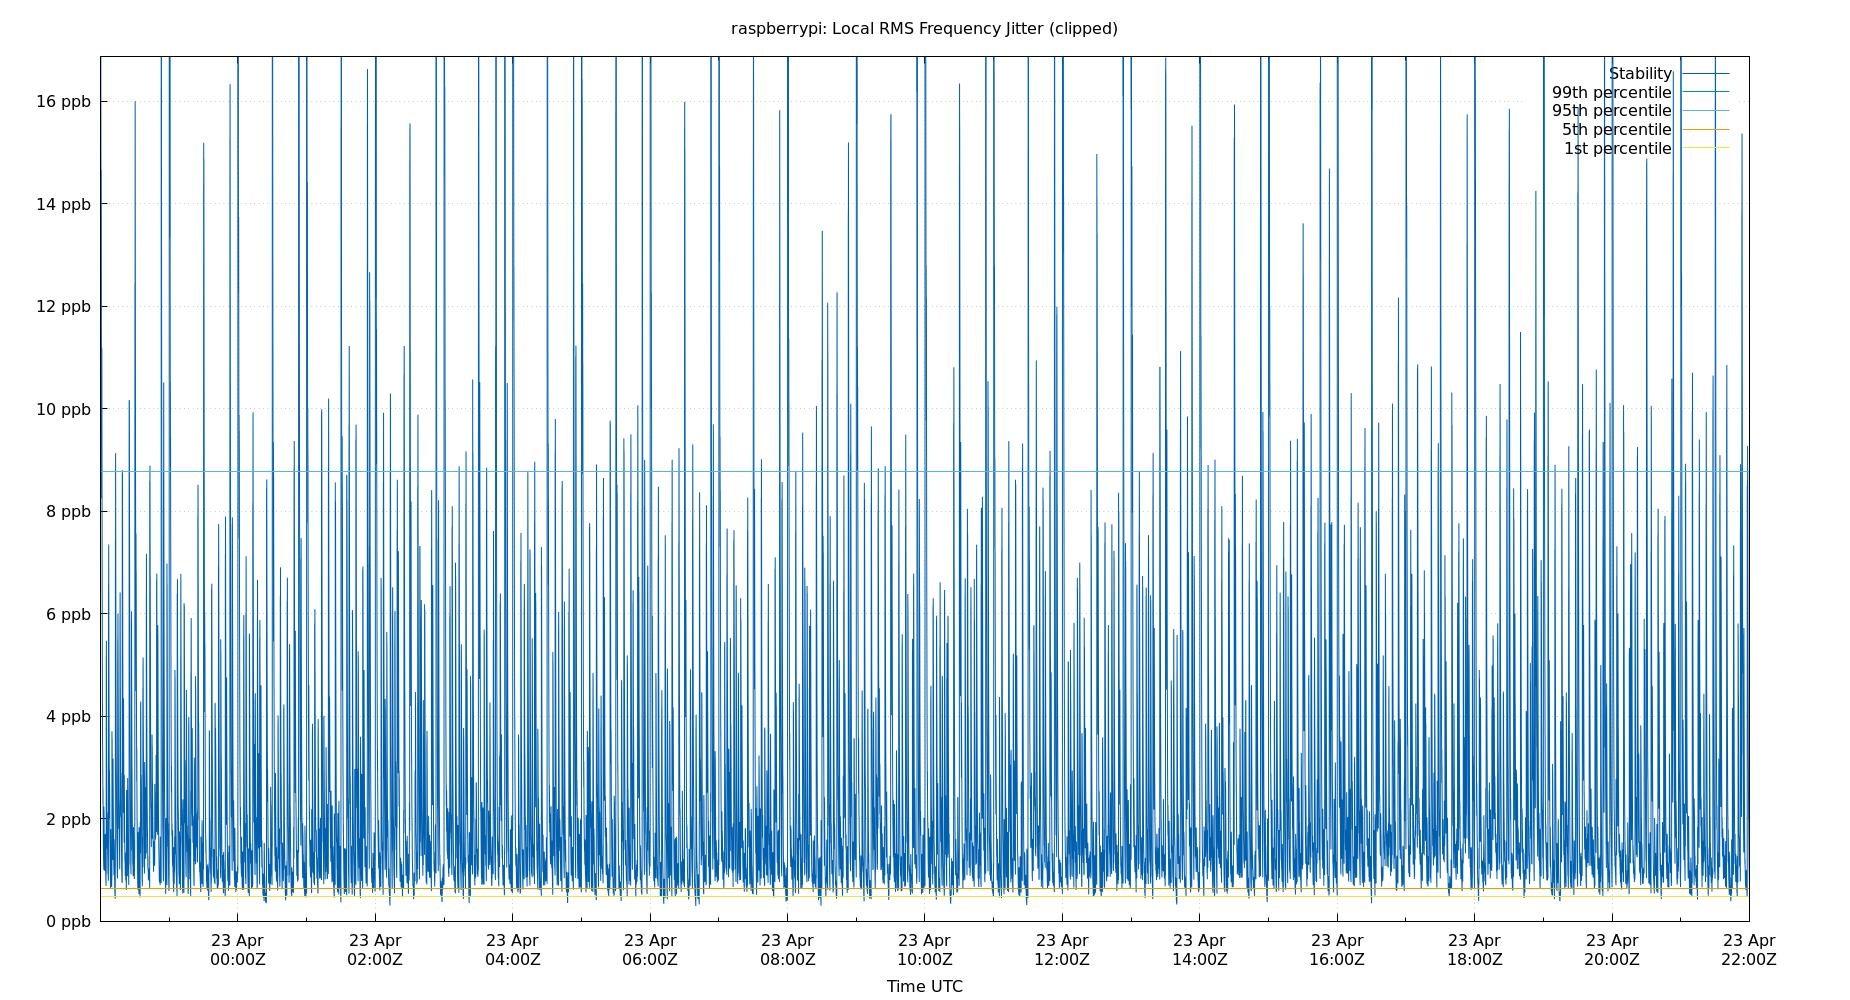 raspberrypi: Local RMS Frequency Jitter (clipped)
Stability
99th percentile
95th percentile
5th percentile
1st percentile
16 ppb
14 ppb
12 ppb
10 ppb
8 ppb
6 ppb
4 ppb
2 ppb
0 ppb
23 Apr 23 Apr 23 Apr 23 Apr 23 Apr 23 Apr 23 Apr 23 Apr 23 Apr 23 Apr 23 Apr 23 Apr
00:00Z 02:00Z 04:00Z 06:00Z 08:00Z 10:00Z 12:00Z 14:00Z 16:00Z 18:00Z 20:00Z 22:00Z
Time UTC